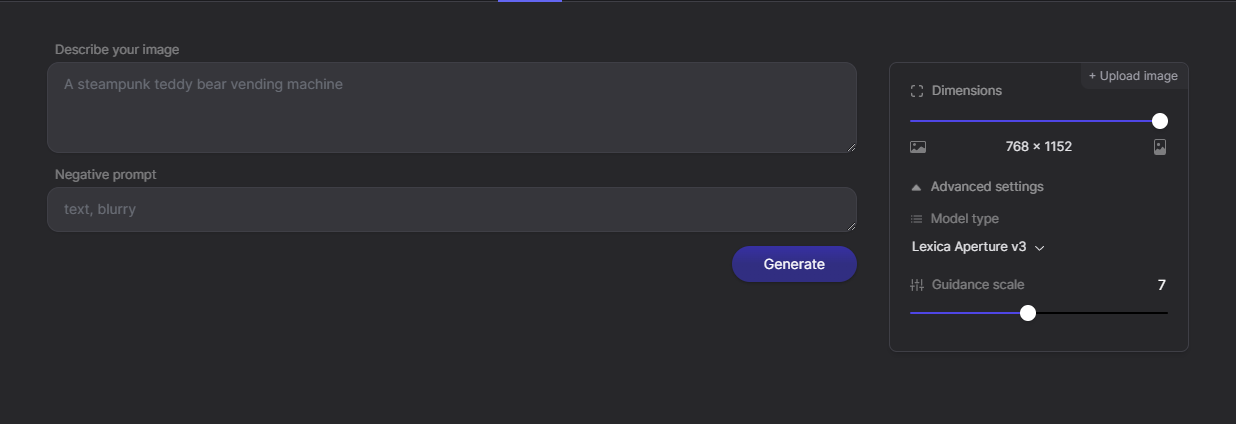 Describe your image
A steampunk teddy bear vending machine
Negative prompt
text, blurry
Generate
+ Upload image
Dimensions
768 × 1152
Advanced settings
Model type
Lexica Aperture v3
Guidance scale 7